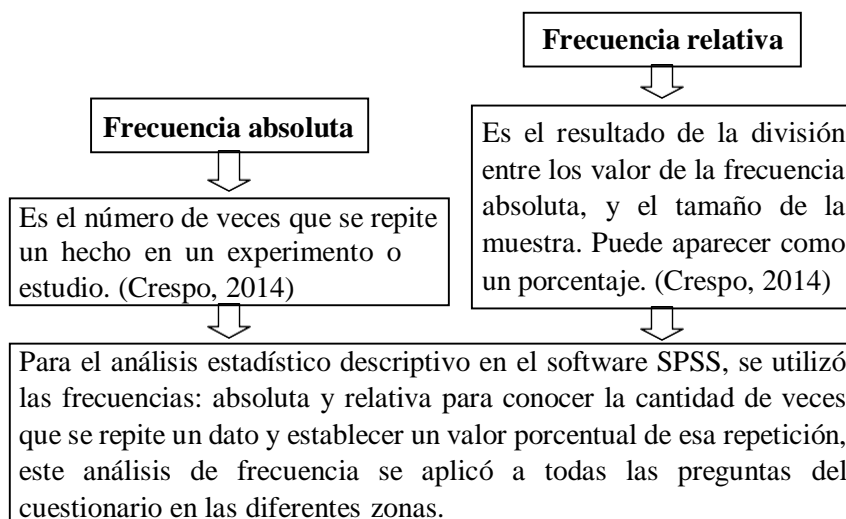 Frecuencia absoluta
Es el número de veces que se repite
un hecho en un experimento o
estudio. (Crespo, 2014)
Frecuencia relativa
Es el resultado de la división
entre los valor de la frecuencia
absoluta, y el tamaño de la
muestra. Puede aparecer como
un porcentaje. (Crespo, 2014)
Para el análisis estadístico descriptivo en el software SPSS, se utilizó
las frecuencias: absoluta y relativa para conocer la cantidad de veces
que se repite un dato y establecer un valor porcentual de esa repetición,
este análisis de frecuencia se aplicó a todas las preguntas del
cuestionario en las diferentes zonas.